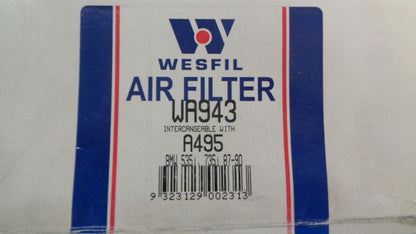 WESFIL
AIR FILTER
WA943
INTERCANGEABLE WITH
A495
BMW 535i, 735i 87-90
9 323129 002313